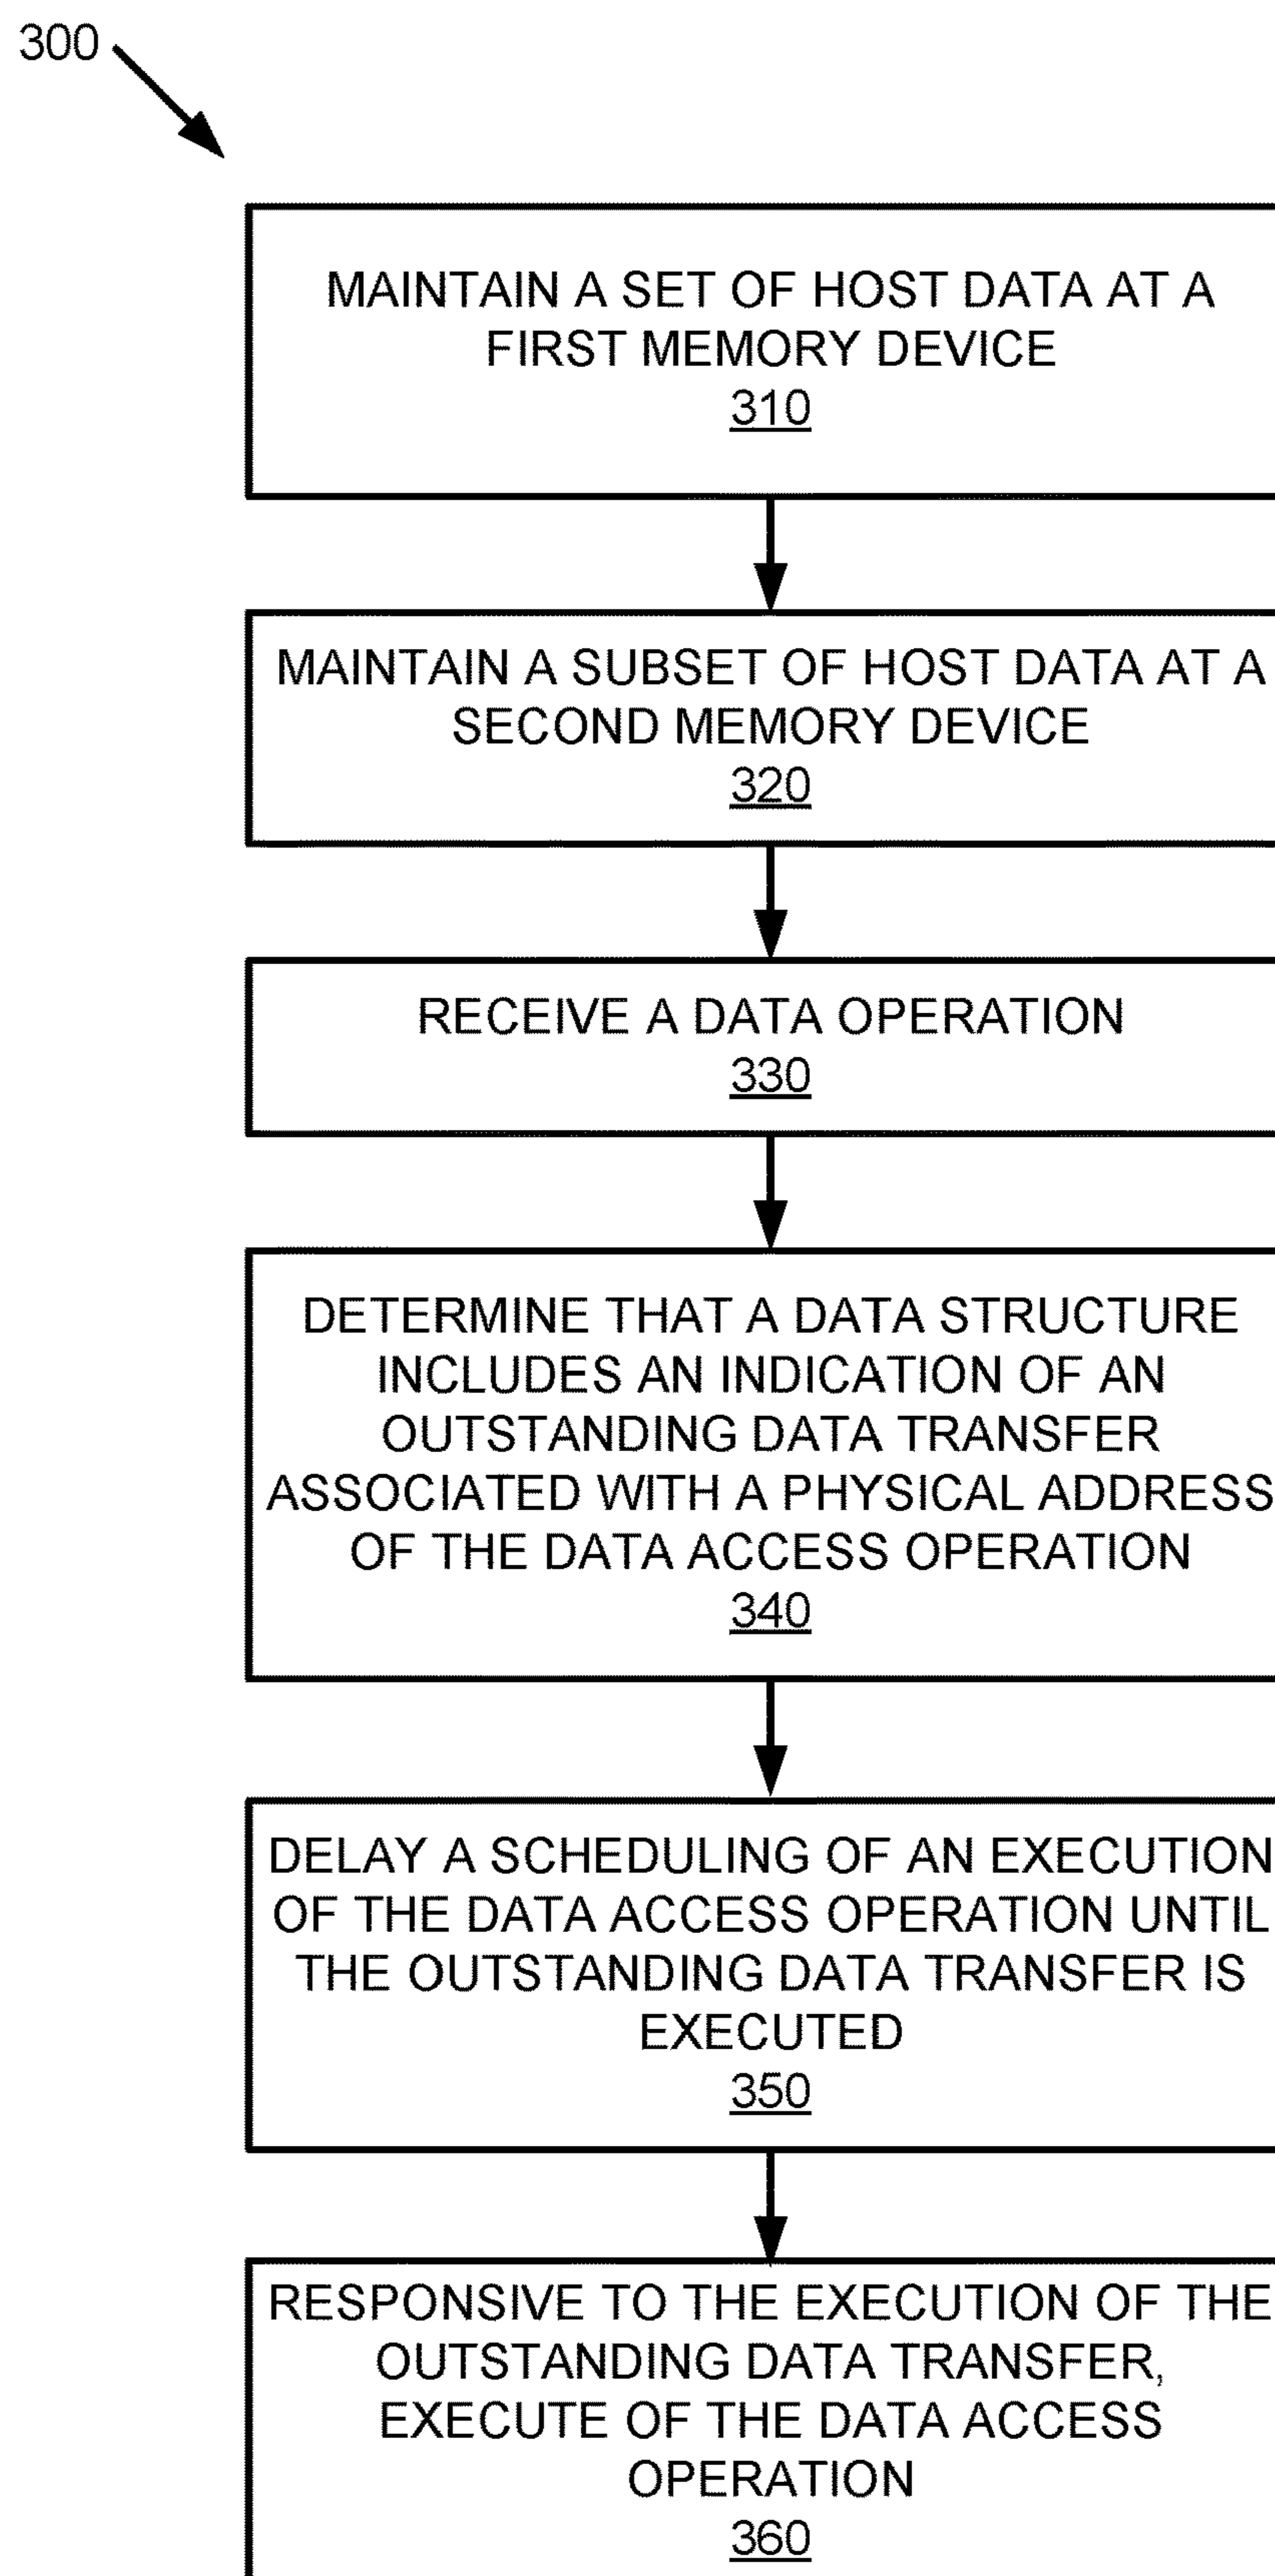 300
MAINTAIN A SET OF HOST DATA AT A
FIRST MEMORY DEVICE
310
MAINTAIN A SUBSET OF HOST DATA AT A
SECOND MEMORY DEVICE
320
RECEIVE A DATA OPERATION
330
DETERMINE THAT A DATA STRUCTURE
INCLUDES AN INDICATION OF AN
OUTSTANDING DATA TRANSFER
ASSOCIATED WITH A PHYSICAL ADDRESS
OF THE DATA ACCESS OPERATION
340
DELAY A SCHEDULING OF AN EXECUTION
OF THE DATA ACCESS OPERATION UNTIL
THE OUTSTANDING DATA TRANSFER IS
EXECUTED
350
RESPONSIVE TO THE EXECUTION OF THE
OUTSTANDING DATA TRANSFER,
EXECUTE OF THE DATA ACCESS
OPERATION
360